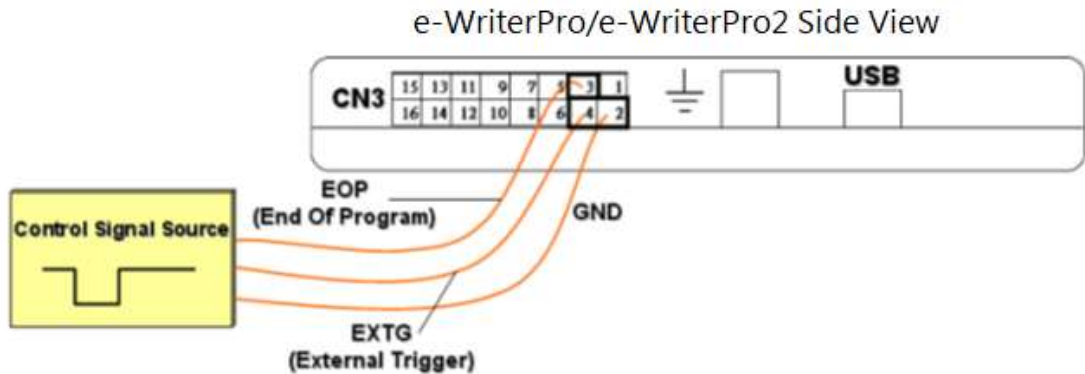 e-WriterPro/e-WriterPro2 Side View
CN3
15 13 11 9 7 5 3 1
16 14 12 10 8 6 4 2
USB
EOP
(End Of Program)
GND
Control Signal Source
EXTG
(External Trigger)